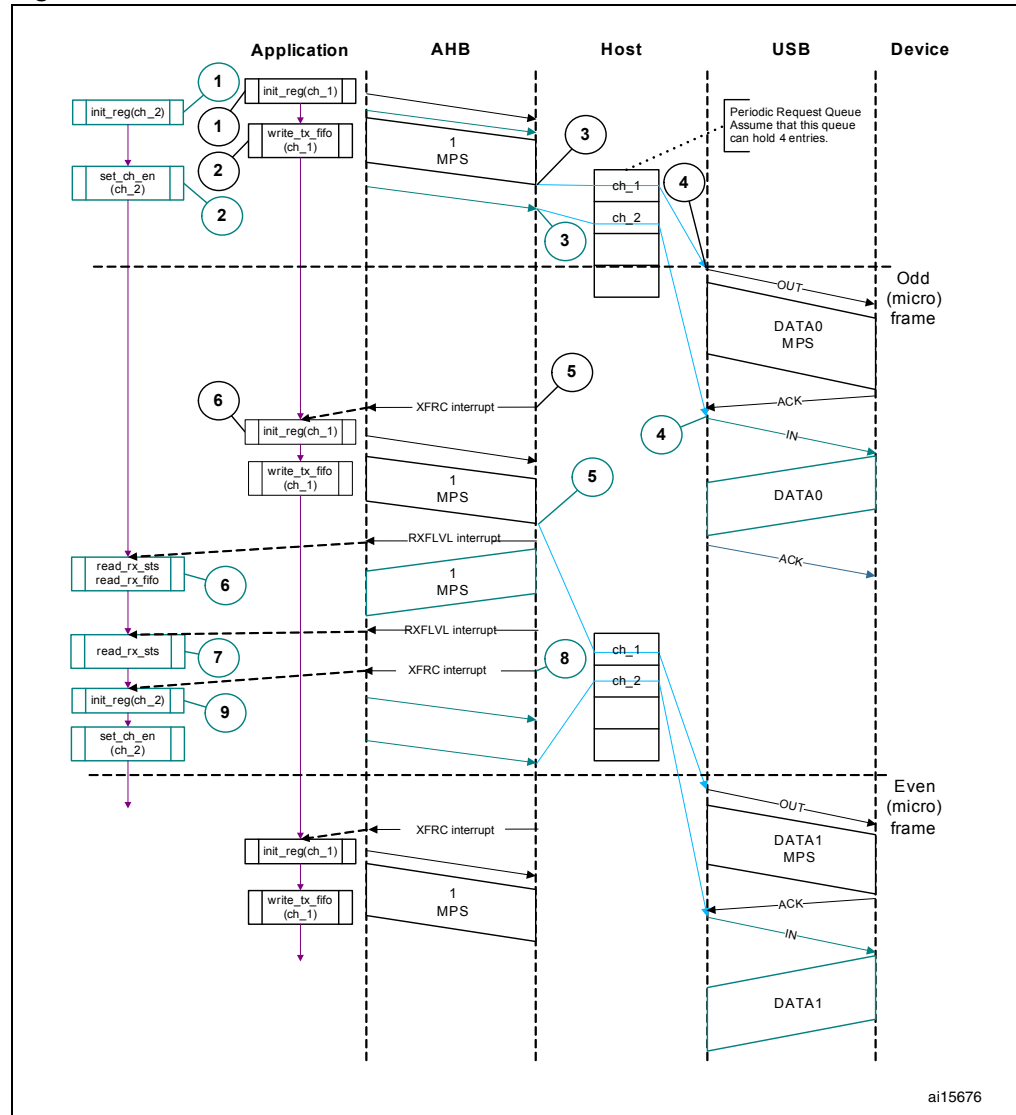 Application AHB Host USB Device
1
init_reg(ch_2)
init_reg(ch_1)
1
Periodic Request Queue
Assume that this queue
can hold 4 entries.
write_tx_fifo
(ch_1)
2
1
MPS
3
set_ch_en
(ch_2)
2
ch_1
4
ch_2
3
Odd
(micro)
frame
OUT
DATA0
MPS
5
6
XFRC interrupt
ACK
init_reg(ch_1)
4
IN
write_tx_fifo
(ch_1)
1
MPS
5
DATA0
RXFLVL interrupt
ACK
read_rx_sts
read_rx_fifo
6
1
MPS
RXFLVL interrupt
read_rx_sts
7
ch_1
8
XFRC interrupt
ch_2
init_reg(ch_2)
9
set_ch_en
(ch_2)
Even
(micro)
frame
OUT
XFRC interrupt
DATA1
MPS
init_reg(ch_1)
write_tx_fifo
(ch_1)
1
MPS
ACK
IN
DATA1
ai15676